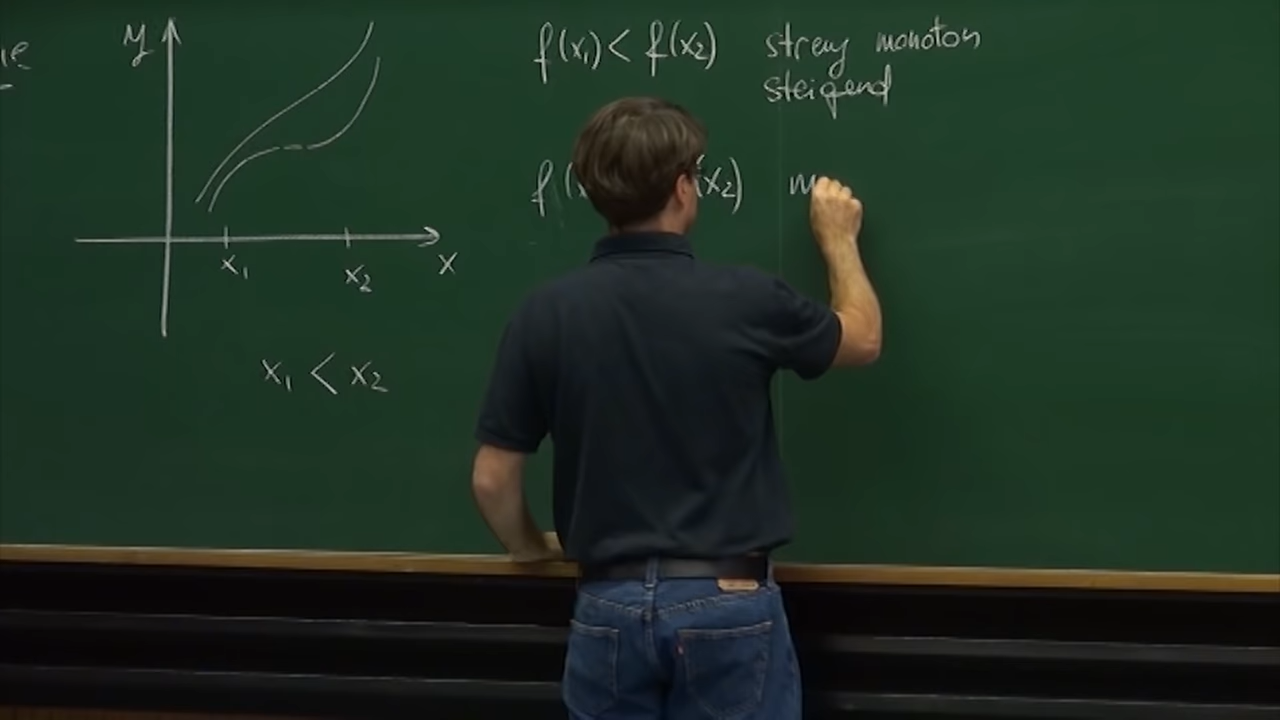 y
f(x₁) < f(x₂) streng monoton
steigend
f(x₂) m
x₁ x₂ x
x₁ < x₂